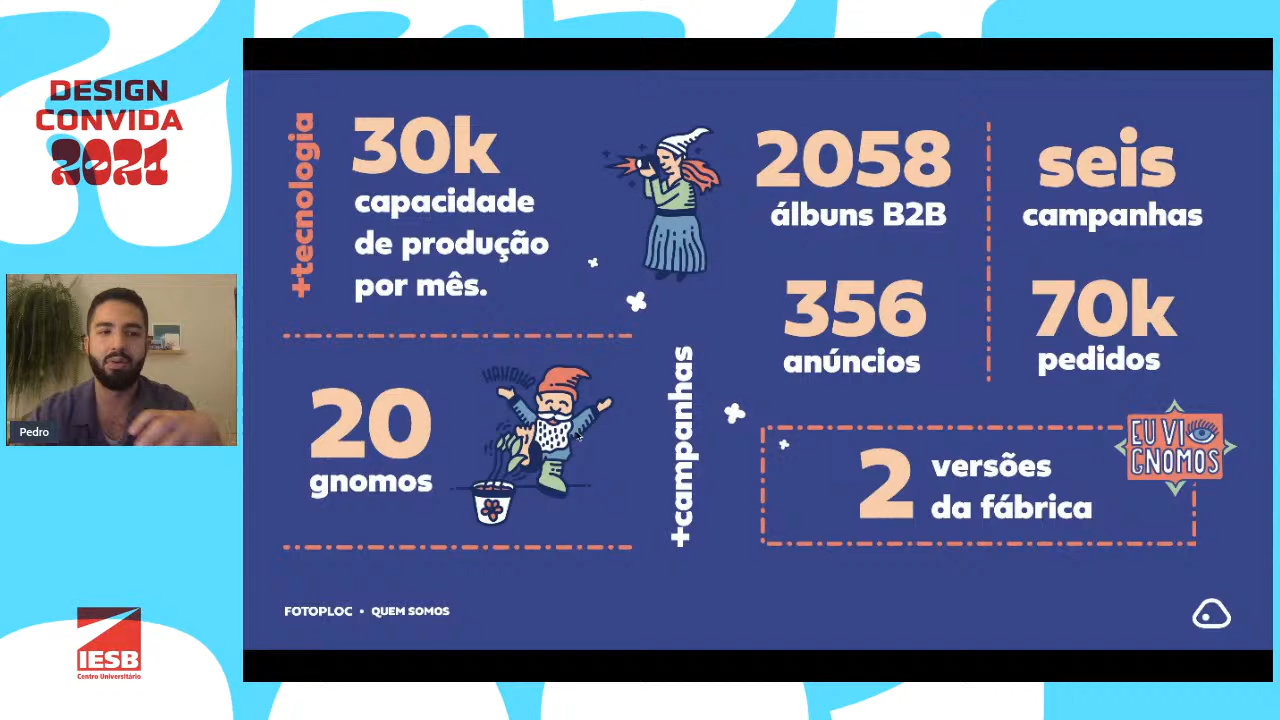 DESIGN
CONVIDA
2021
Pedro
IESB
Centro Universitário
+tecnologia
30k
capacidade
de produção
por mês.
20
gnomos
HAHAHA
+campanhas
2058
álbuns B2B
seis
campanhas
356
anúncios
70k
pedidos
2 versões
da fábrica
EU VI
GNOMOS
FOTOPLOC • QUEM SOMOS